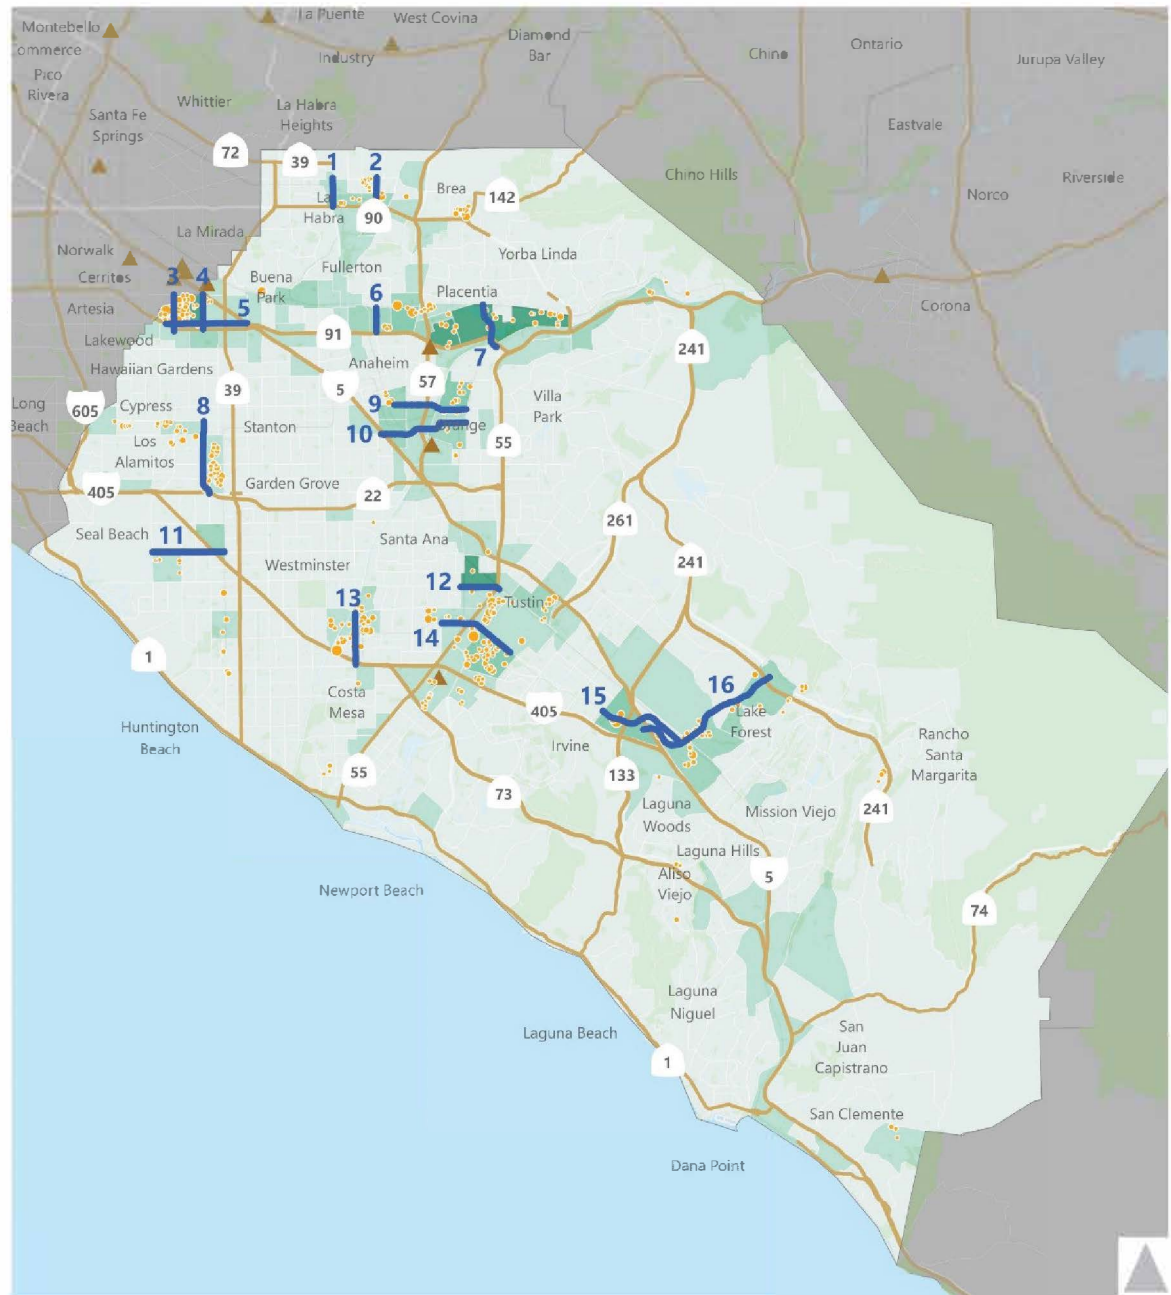 La Puente
West Covina
Montebello
ommerce
Diamond
Bar
Industry
Chino
Ontario
Jurupa Valley
Pico
Rivera
Whittier
La Habra
Heights
Santa Fe
Springs
Eastvale
72
39
1
2
Chino Hills
Riverside
Brea
142
Norco
La
Habra
90
La Mirada
Norwalk
Yorba Linda
Cerritos
3
4
Buena
Park
Fullerton
6
Placentia
Artesia
5
Corona
Lakewood
91
7
241
Hawaiian Gardens
Anaheim
39
5
57
Villa
Park
Long
Beach
605
Cypress
8
9
Stanton
10
55
Los
Alamitos
405
Garden Grove
22
261
Seal Beach
11
Santa Ana
Westminster
241
12
13
Tustin
14
1
Costa
Mesa
15
16
405
Lake
Forest
Huntington
Beach
Irvine
Rancho
Santa
Margarita
55
73
133
Laguna
Woods
Mission Viejo
241
Laguna Hills
Aliso
Viejo
5
Newport Beach
74
Laguna
Niguel
Laguna Beach
San
Juan
Capistrano
1
San Clemente
Dana Point